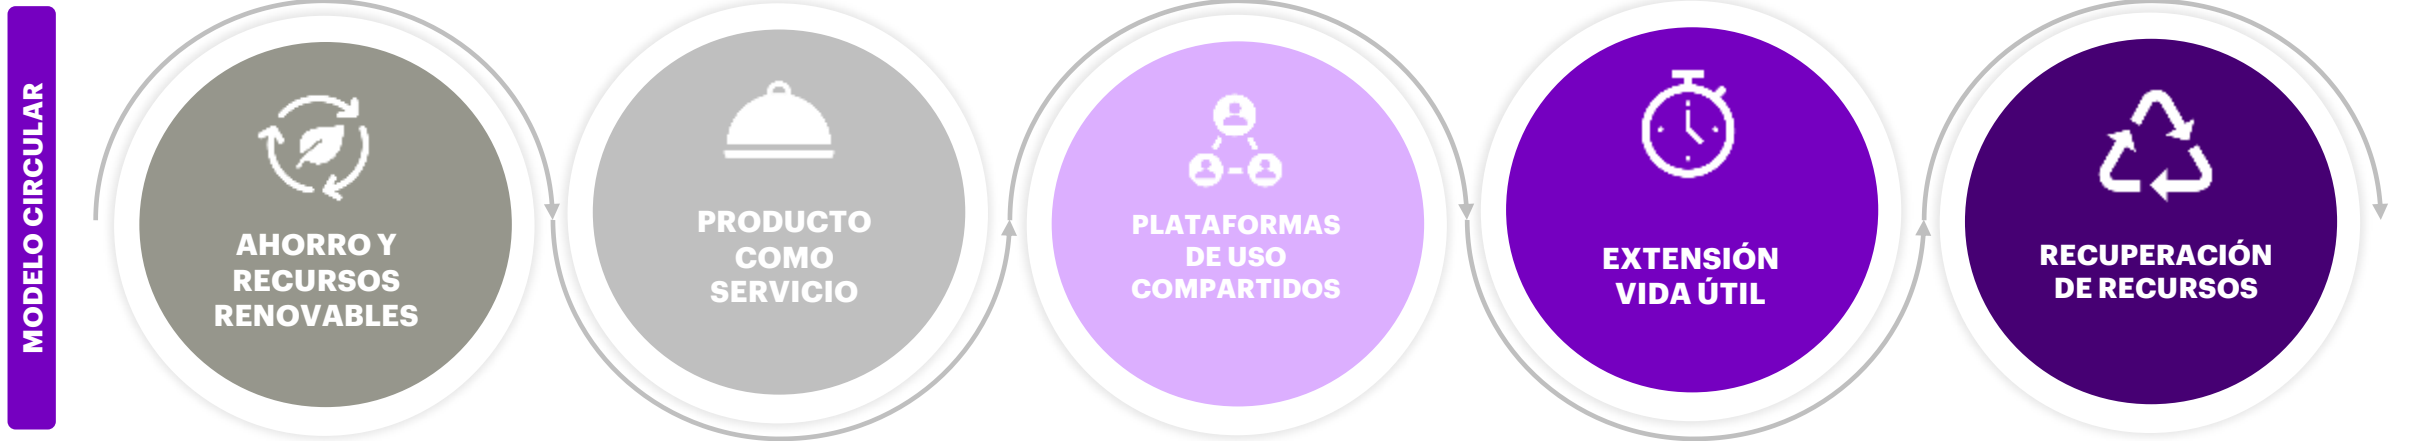 MODELO CIRCULAR
AHORRO Y
RECURSOS
RENOVABLES
PRODUCTO
COMO
SERVICIO
PLATAFORMAS
DE USO
COMPARTIDOS
EXTENSIÓN
VIDA ÚTIL
RECUPERACIÓN
DE RECURSOS